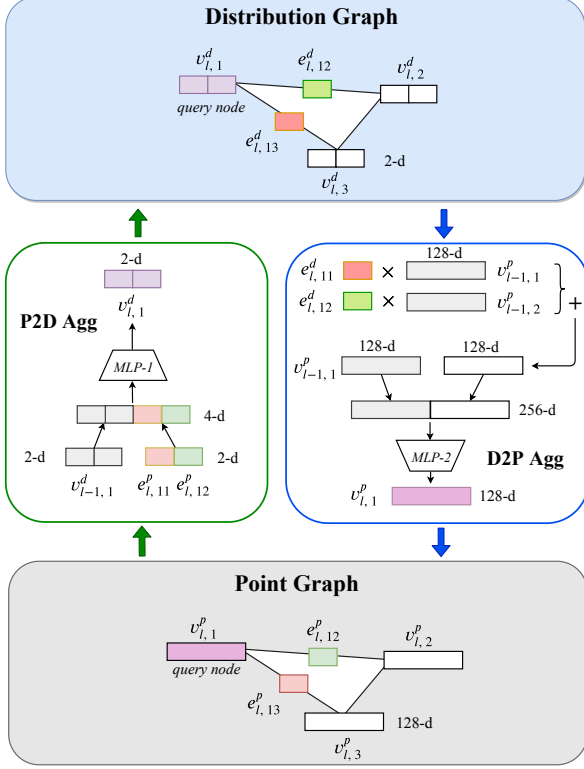 Distribution Graph
v^d_{l, 1}
e^d_{l, 12}
v^d_{l, 2}
query node
e^d_{l, 13}
2-d
v^d_{l, 3}
2-d
v^d_{l, 1}
P2D Agg
MLP-1
4-d
2-d
2-d
v^d_{l-1, 1}
e^p_{l, 11} e^p_{l, 12}
128-d
e^d_{l, 11} × v^p_{l-1, 1}
e^d_{l, 12} × v^p_{l-1, 2}
+
128-d 128-d
v^p_{l-1, 1}
256-d
MLP-2
D2P Agg
v^p_{l, 1}
128-d
Point Graph
v^p_{l, 1}
e^p_{l, 12}
v^p_{l, 2}
query node
e^p_{l, 13}
128-d
v^p_{l, 3}